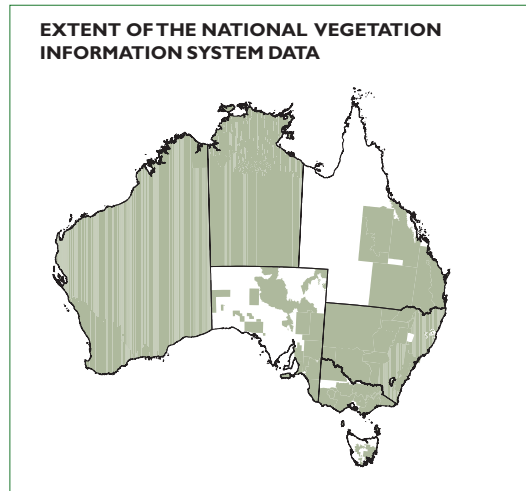 EXTENT OF THE NATIONAL VEGETATION
INFORMATION SYSTEM DATA